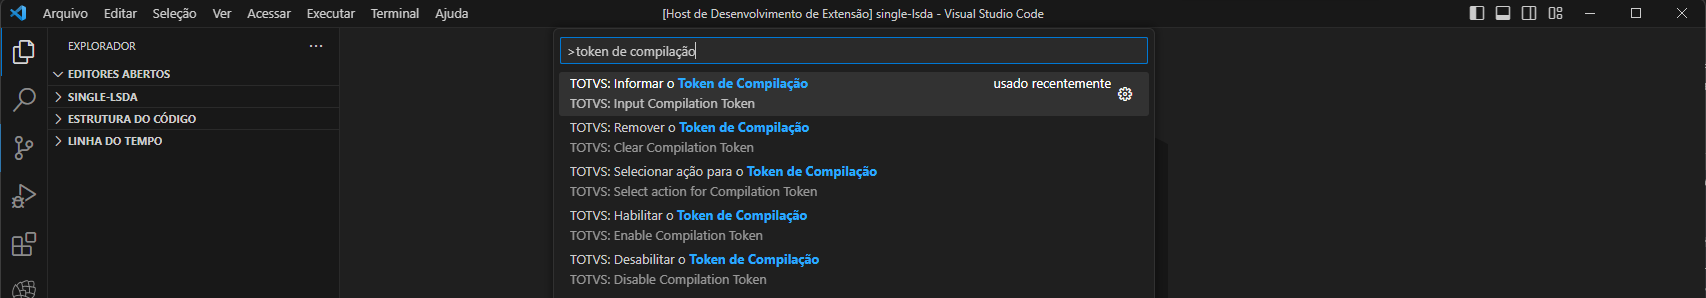 Arquivo Editar Seleção Ver Acessar Executar Terminal Ajuda [Host de Desenvolvimento de Extensão] single-lsda - Visual Studio Code
EXPLORADOR ···
EDITORES ABERTOS
SINGLE-LSDA
ESTRUTURA DO CÓDIGO
LINHA DO TEMPO
>token de compilação
TOTVS: Informar o Token de Compilação usado recentemente
TOTVS: Input Compilation Token
TOTVS: Remover o Token de Compilação
TOTVS: Clear Compilation Token
TOTVS: Selecionar ação para o Token de Compilação
TOTVS: Select action for Compilation Token
TOTVS: Habilitar o Token de Compilação
TOTVS: Enable Compilation Token
TOTVS: Desabilitar o Token de Compilação
TOTVS: Disable Compilation Token